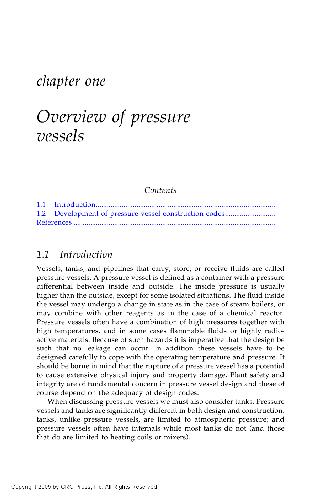 chapter one
Overview of pressure
vessels
Contents
1.1 Introduction
1.2 Development of pressure vessel construction codes
References
1.1 Introduction
Vessels, tanks, and pipelines that carry, store, or receive fluids are called
pressure vessels. A pressure vessel is defined as a container with a pressure
differential between inside and outside. The inside pressure is usually
higher than the outside, except for some isolated situations. The fluid inside
the vessel may undergo a change in state as in the case of steam boilers, or
may combine with other reagents as in the case of a chemical reactor.
Pressure vessels often have a combination of high pressures together with
high temperatures, and in some cases flammable fluids or highly radio-
active materials. Because of such hazards it is imperative that the design be
such that no leakage can occur. In addition these vessels have to be
designed carefully to cope with the operating temperature and pressure. It
should be borne in mind that the rupture of a pressure vessel has a potential
to cause extensive physical injury and property damage. Plant safety and
integrity are of fundamental concern in pressure vessel design and these of
course depend on the adequacy of design codes.
When discussing pressure vessels we must also consider tanks. Pressure
vessels and tanks are significantly different in both design and construction:
tanks, unlike pressure vessels, are limited to atmospheric pressure; and
pressure vessels often have internals while most tanks do not (and those
that do are limited to heating coils or mixers).
Copyright 2005 by CRC Press, Inc. All Rights Reserved.